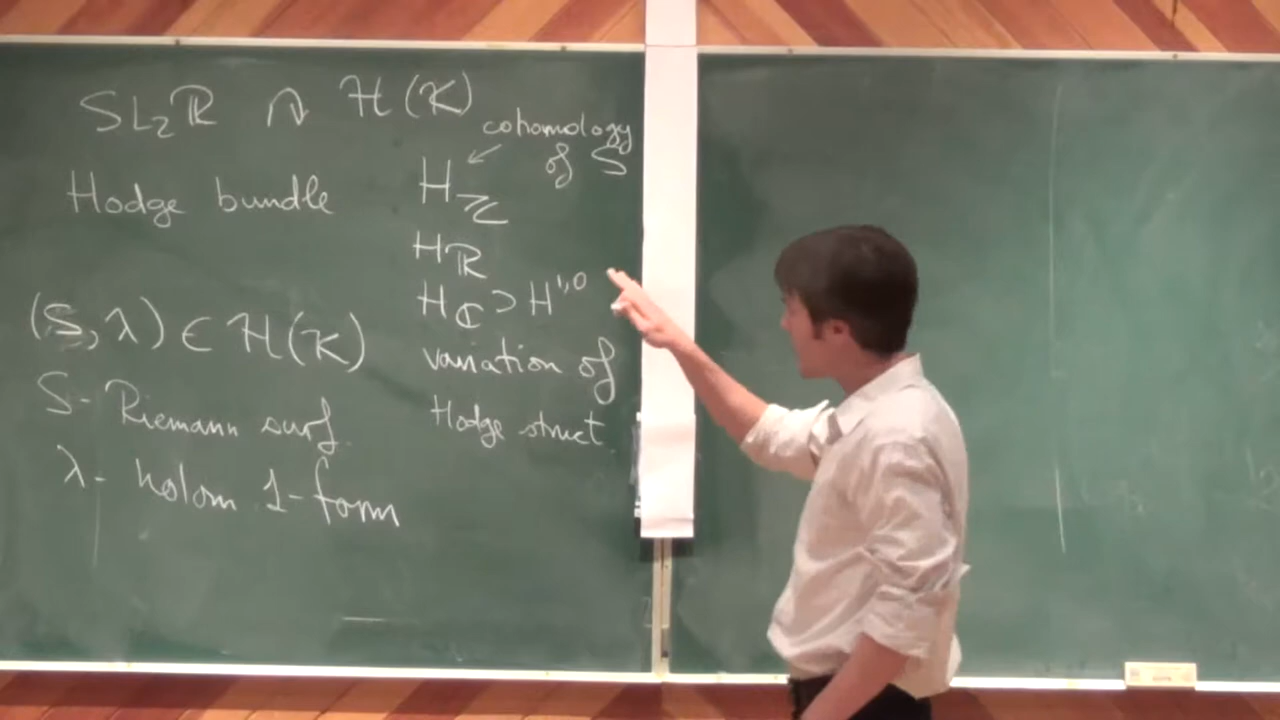 SL₂ℝ ↷ ℋ(κ)
Hodge bundle
(S, λ) ∈ ℋ(κ)
S - Riemann surf.
λ - holom 1-form
cohomology
of S
H_ℤ
H_ℝ
H_ℂ ⊃ H^{1,0}
variation of
Hodge struct